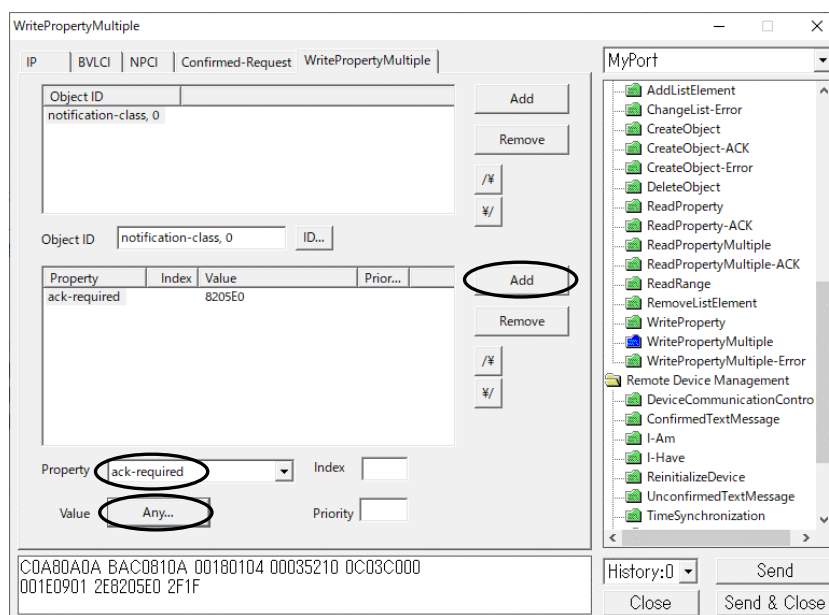 WritePropertyMultiple
IP BVLCI NPCI Confirmed-Request WritePropertyMultiple
Object ID
notification-class, 0
Add
Remove
/¥
¥/
Object ID notification-class, 0 ID...
Property Index Value Prior...
ack-required 8205E0
Add
Remove
/¥
¥/
Property ack-required Index
Value Any... Priority
C0A80A0A BAC0810A 00180104 00035210 0C03C000
001E0901 2E8205E0 2F1F
MyPort
AddListElement
ChangeList-Error
CreateObject
CreateObject-ACK
CreateObject-Error
DeleteObject
ReadProperty
ReadProperty-ACK
ReadPropertyMultiple
ReadPropertyMultiple-ACK
ReadRange
RemoveListElement
WriteProperty
WritePropertyMultiple
WritePropertyMultiple-Error
Remote Device Management
DeviceCommunicationContro
ConfirmedTextMessage
I-Am
I-Have
ReinitializeDevice
UnconfirmedTextMessage
TimeSynchronization
History:0 Send
Close Send & Close